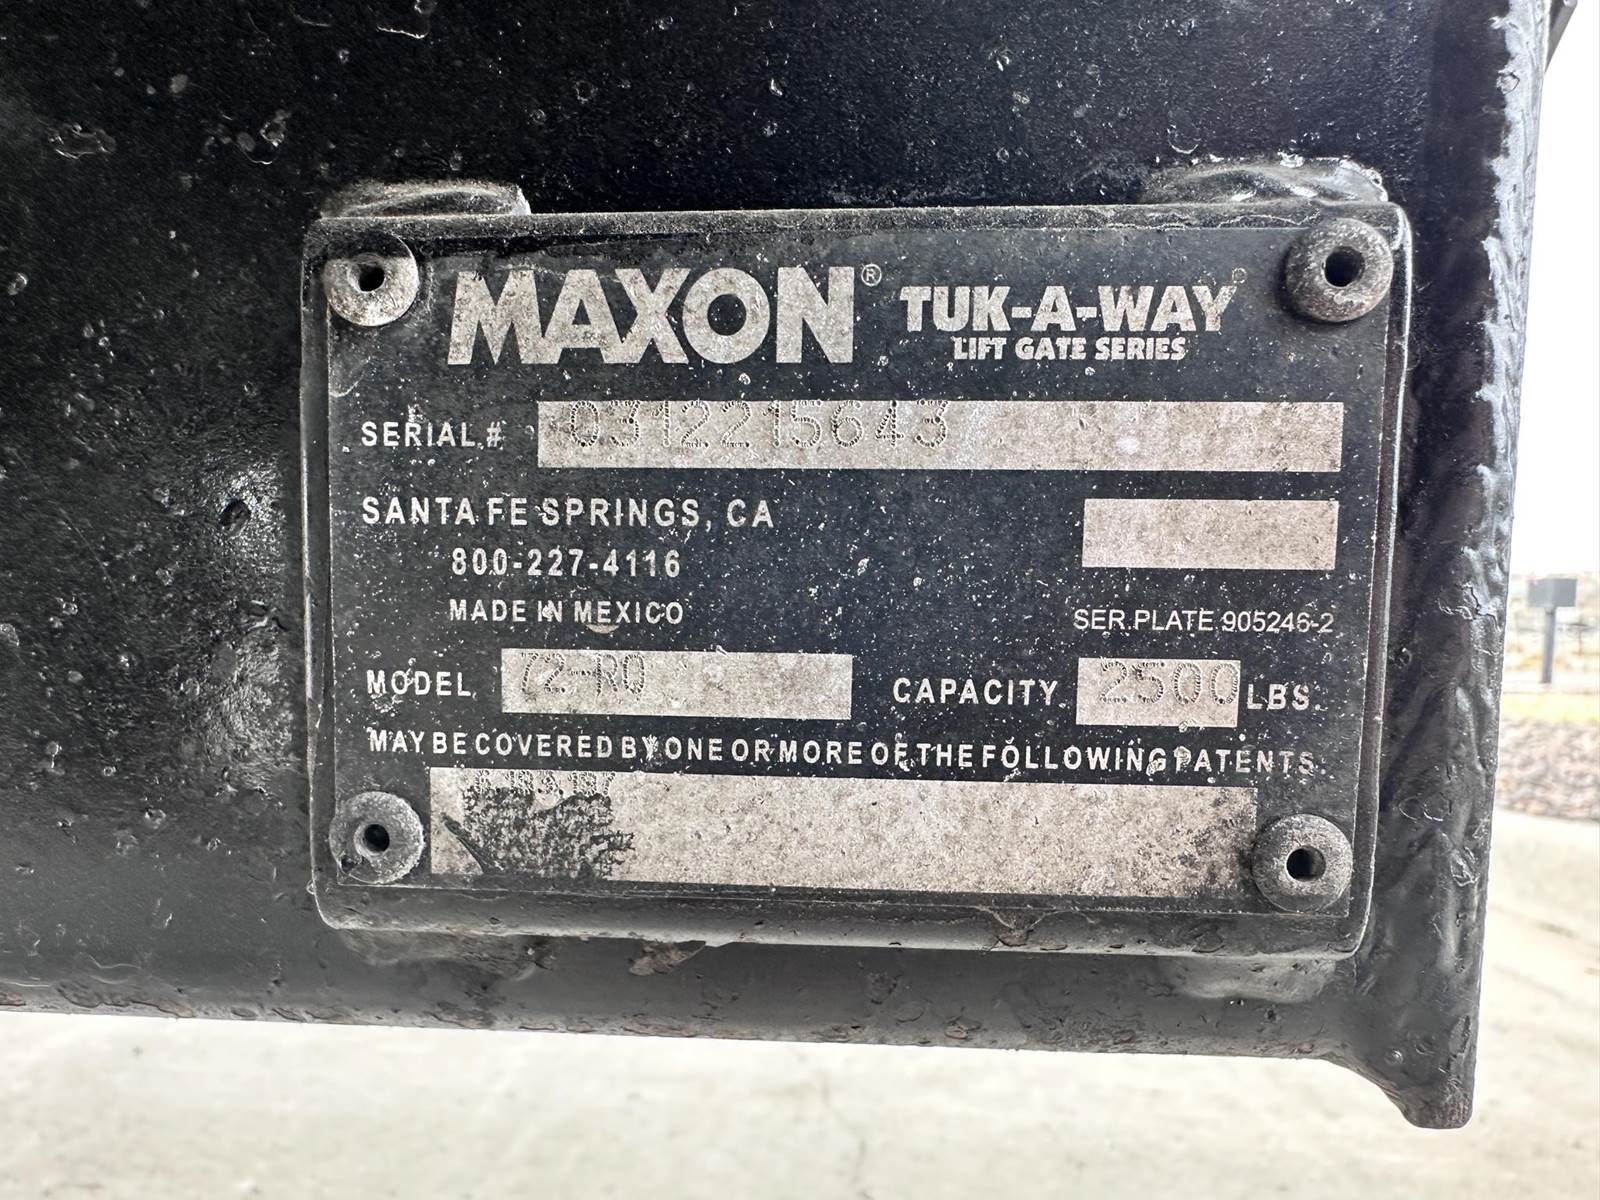 MAXON® TUK-A-WAY®
LIFT GATE SERIES
SERIAL # 0312215643
SANTA FE SPRINGS, CA
800-227-4116
MADE IN MEXICO
SER. PLATE 905246-2
MODEL 72-RO CAPACITY 2500 LBS.
MAY BE COVERED BY ONE OR MORE OF THE FOLLOWING PATENTS.